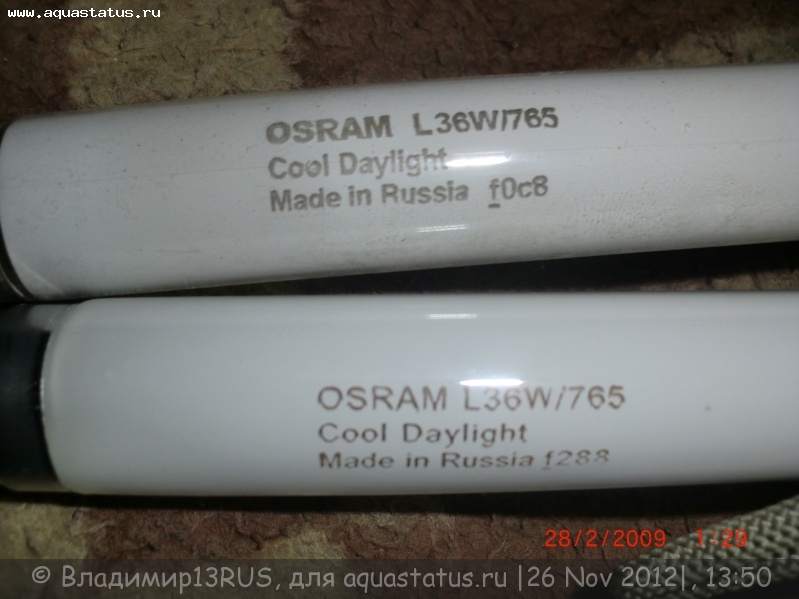 www.aquastatus.ru
OSRAM L36W/765
Cool Daylight
Made in Russia f0c8
OSRAM L36W/765
Cool Daylight
Made in Russia f288
28/2/2009 1:29
© Владимир13RUS, для aquastatus.ru |26 Nov 2012|, 13:50